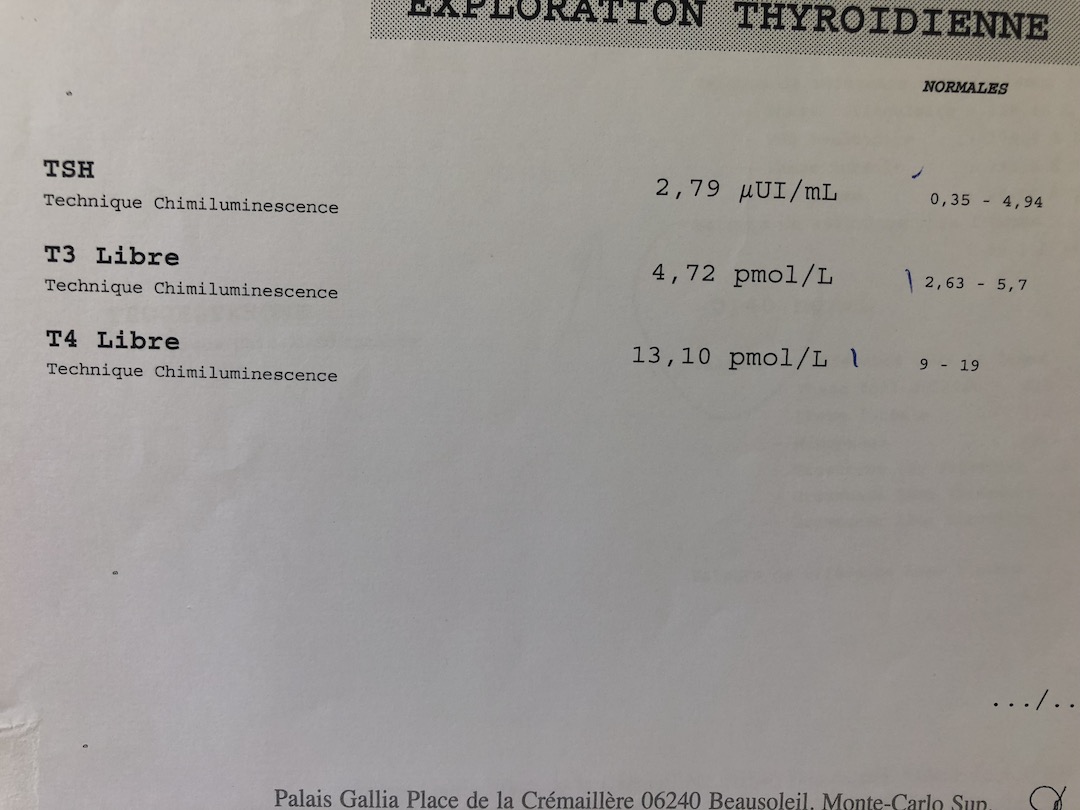 EXPLORATION THYROIDIENNE
NORMALES
TSH
Technique Chimiluminescence
2,79 µUI/mL
0,35 - 4,94
T3 Libre
Technique Chimiluminescence
4,72 pmol/L
2,63 - 5,7
T4 Libre
Technique Chimiluminescence
13,10 pmol/L
9 - 19
.../..
Palais Gallia Place de la Crémaillère 06240 Beausoleil, Monte-Carlo Sup.